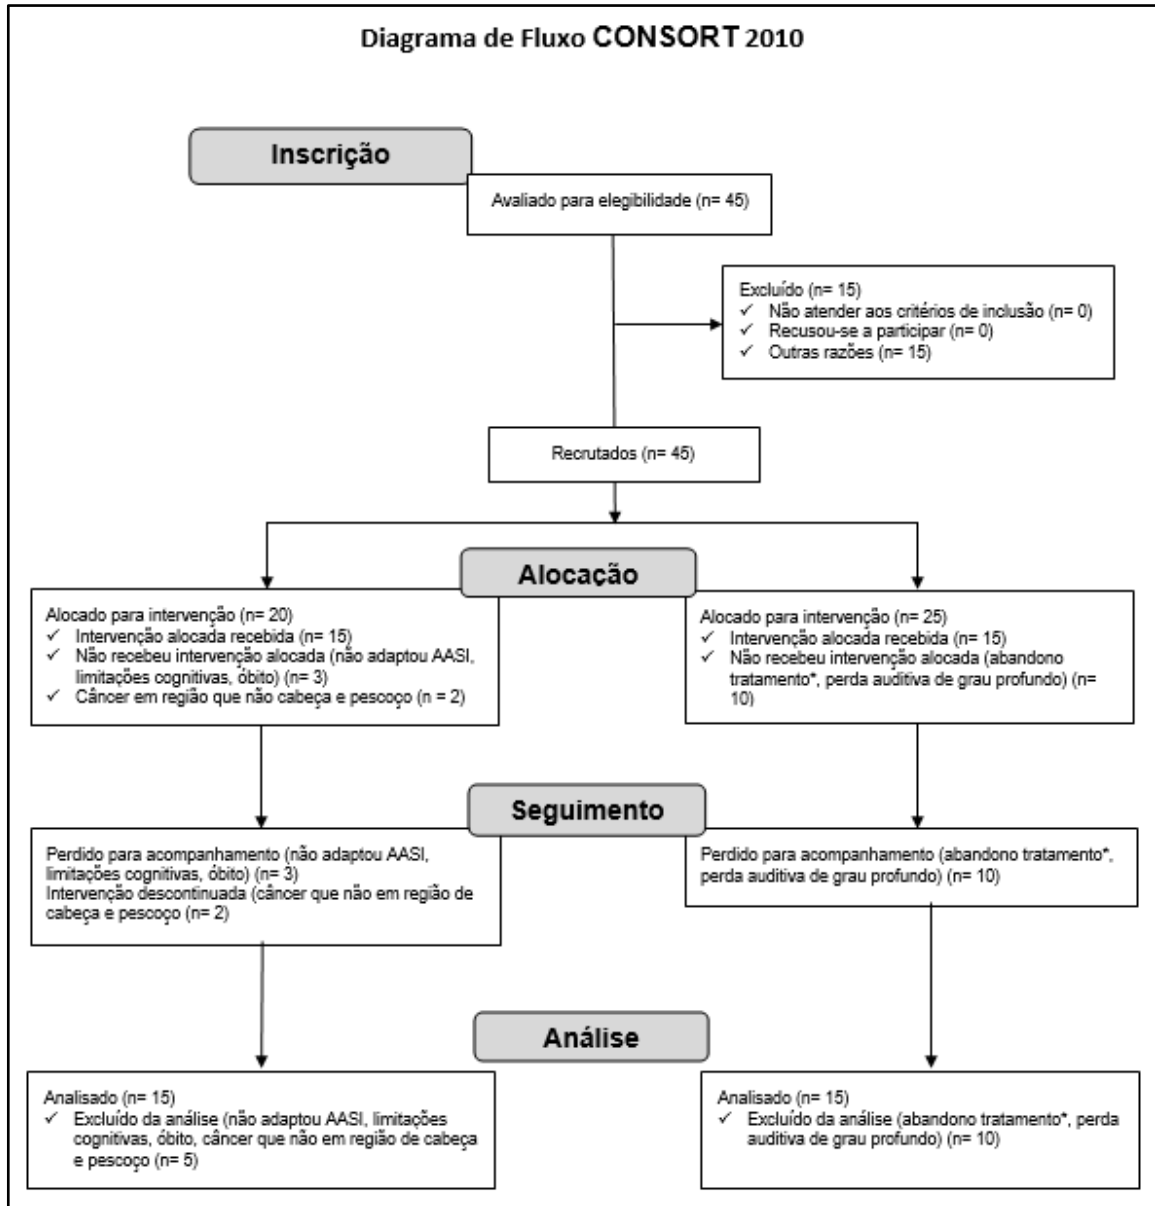 Diagrama de Fluxo CONSORT 2010
Inscrição
Avaliado para elegibilidade (n= 45)
Excluído (n= 15)
✓ Não atender aos critérios de inclusão (n= 0)
✓ Recusou-se a participar (n= 0)
✓ Outras razões (n= 15)
Recrutados (n= 45)
Alocação
Alocado para intervenção (n= 20)
✓ Intervenção alocada recebida (n= 15)
✓ Não recebeu intervenção alocada (não adaptou AASI,
limitações cognitivas, óbito) (n= 3)
✓ Câncer em região que não cabeça e pescoço (n = 2)
Alocado para intervenção (n= 25)
✓ Intervenção alocada recebida (n= 15)
✓ Não recebeu intervenção alocada (abandono
tratamento*, perda auditiva de grau profundo) (n=
10)
Seguimento
Perdido para acompanhamento (não adaptou AASI,
limitações cognitivas, óbito) (n= 3)
Intervenção descontinuada (câncer que não em região de
cabeça e pescoço (n= 2)
Perdido para acompanhamento (abandono tratamento*,
perda auditiva de grau profundo) (n= 10)
Análise
Analisado (n= 15)
✓ Excluído da análise (não adaptou AASI, limitações
cognitivas, óbito, câncer que não em região de cabeça
e pescoço (n= 5)
Analisado (n= 15)
✓ Excluído da análise (abandono tratamento*, perda
auditiva de grau profundo) (n= 10)